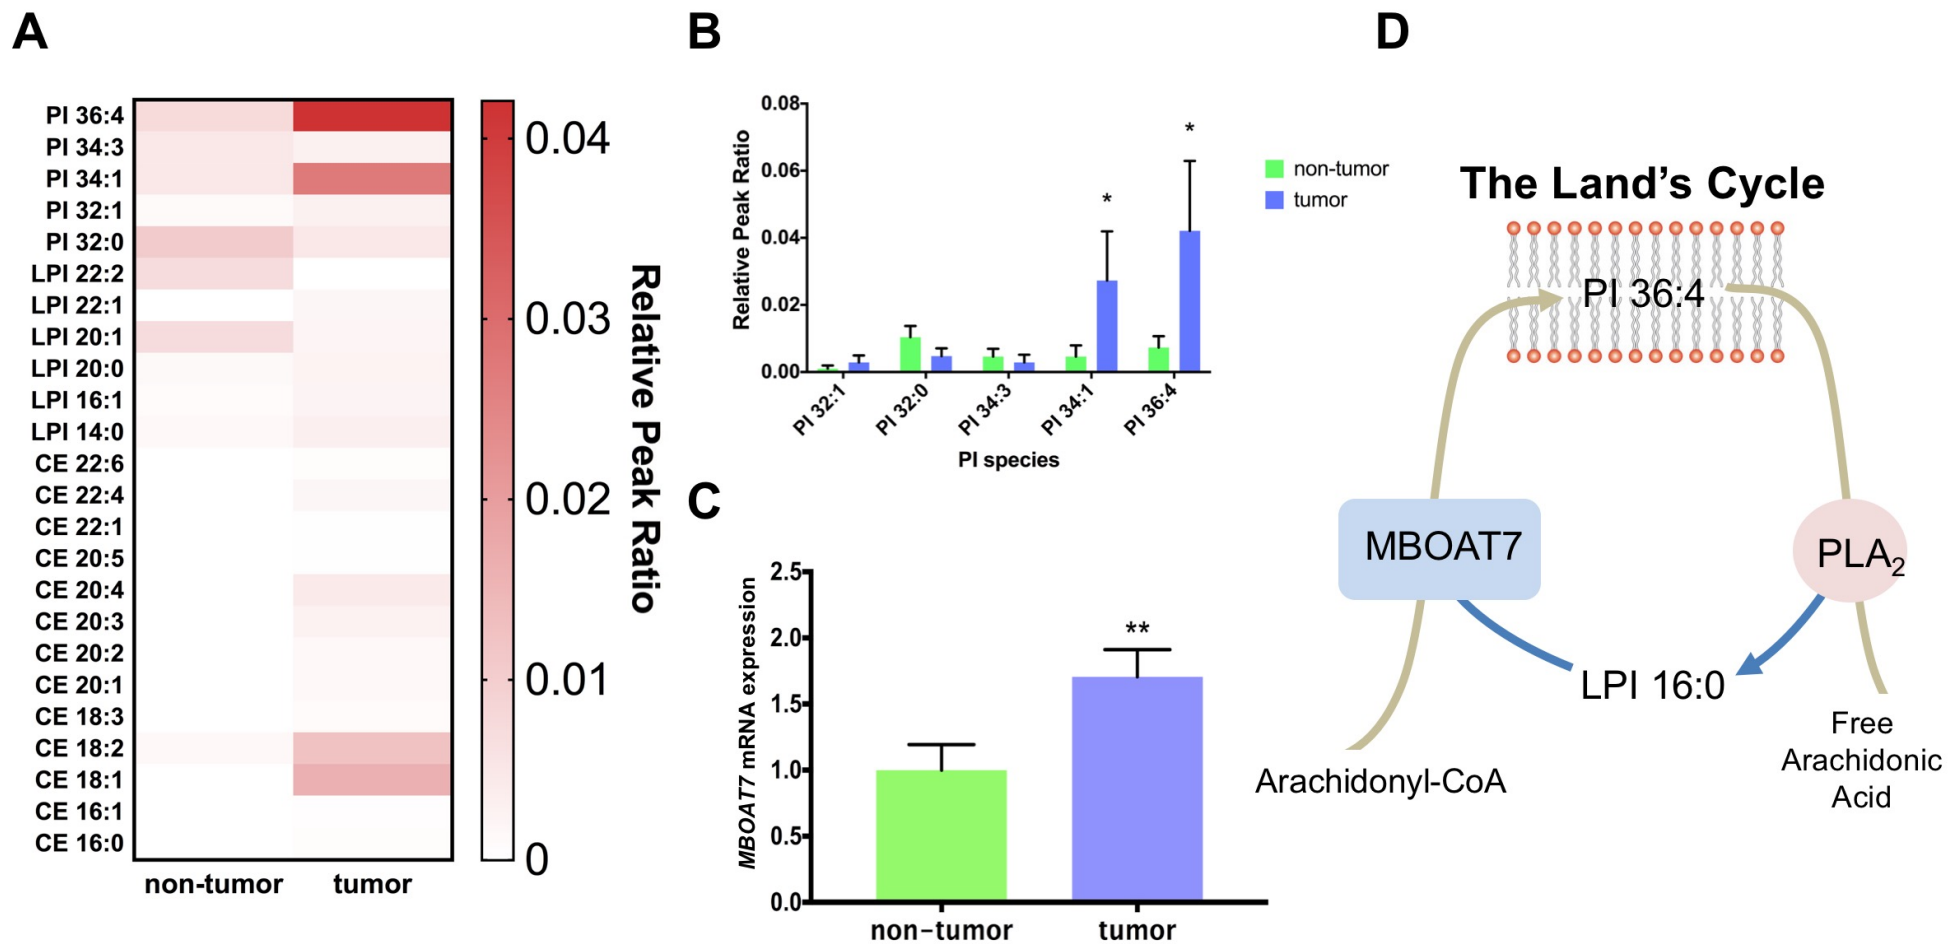 A
PI 36:4
PI 34:3
PI 34:1
PI 32:1
PI 32:0
LPI 22:2
LPI 22:1
LPI 20:1
LPI 20:0
LPI 16:1
LPI 14:0
CE 22:6
CE 22:4
CE 22:1
CE 20:5
CE 20:4
CE 20:3
CE 20:2
CE 20:1
CE 18:3
CE 18:2
CE 18:1
CE 16:1
CE 16:0
non-tumor
tumor
0.04
0.03
0.02
0.01
0
Relative Peak Ratio
B
Relative Peak Ratio
0.08
0.06
0.04
0.02
0.00
*
*
PI 32:1
PI 32:0
PI 34:3
PI 34:1
PI 36:4
PI species
non-tumor
tumor
C
MBOAT7 mRNA expression
2.5
2.0
1.5
1.0
0.5
0.0
**
non-tumor
tumor
D
The Land's Cycle
PI 36:4
MBOAT7
PLA2
LPI 16:0
Arachidonyl-CoA
Free
Arachidonic
Acid